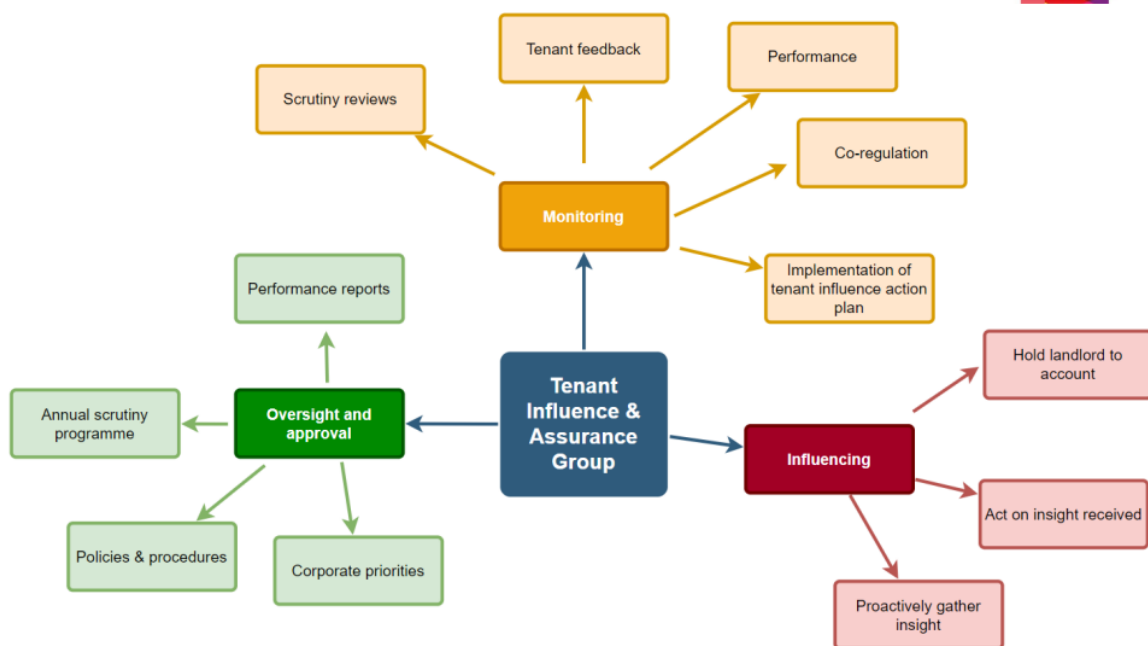 Tenant feedback
Performance
Scrutiny reviews
Co-regulation
Monitoring
Implementation of
tenant influence action
plan
Performance reports
Hold landlord to
account
Tenant
Influence &
Assurance
Group
Annual scrutiny
programme
Oversight and
approval
Influencing
Act on insight received
Policies & procedures
Corporate priorities
Proactively gather
insight